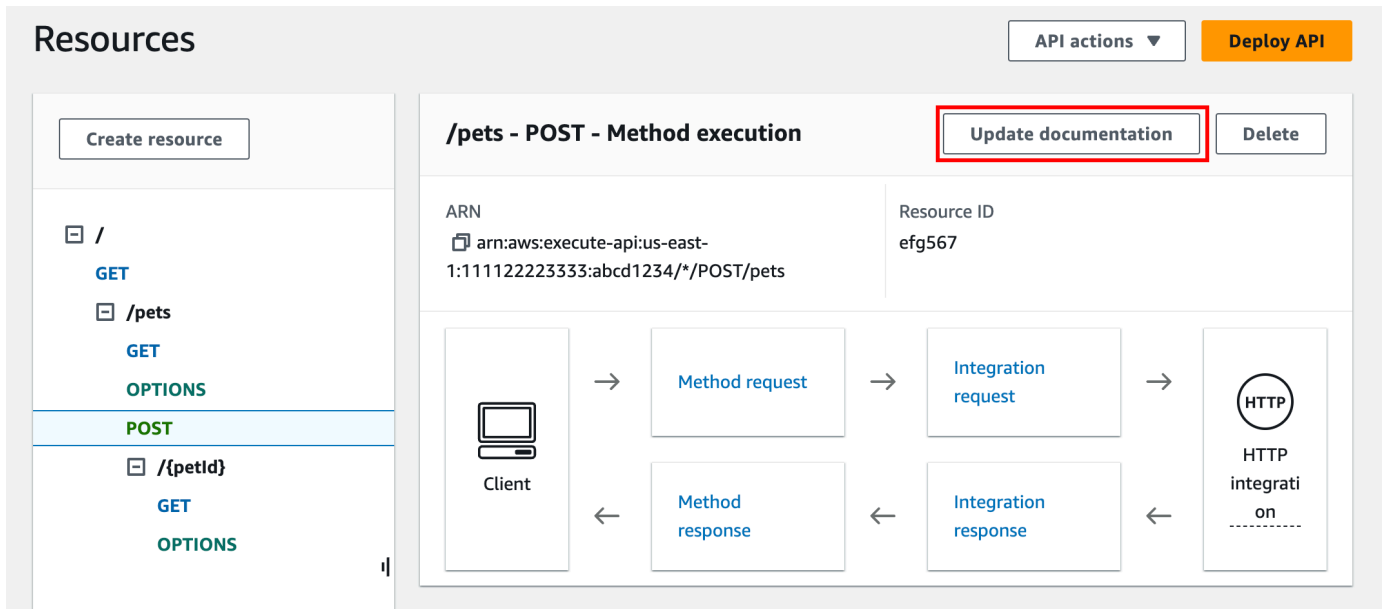 Resources
API actions ▼
Deploy API
Create resource
/
GET
/pets
GET
OPTIONS
POST
/{petId}
GET
OPTIONS
/pets - POST - Method execution
Update documentation
Delete
ARN
arn:aws:execute-api:us-east-
1:111122223333:abcd1234/*/POST/pets
Resource ID
efg567
Client
Method request
Integration
request
Method
response
Integration
response
HTTP
HTTP
integrati
on